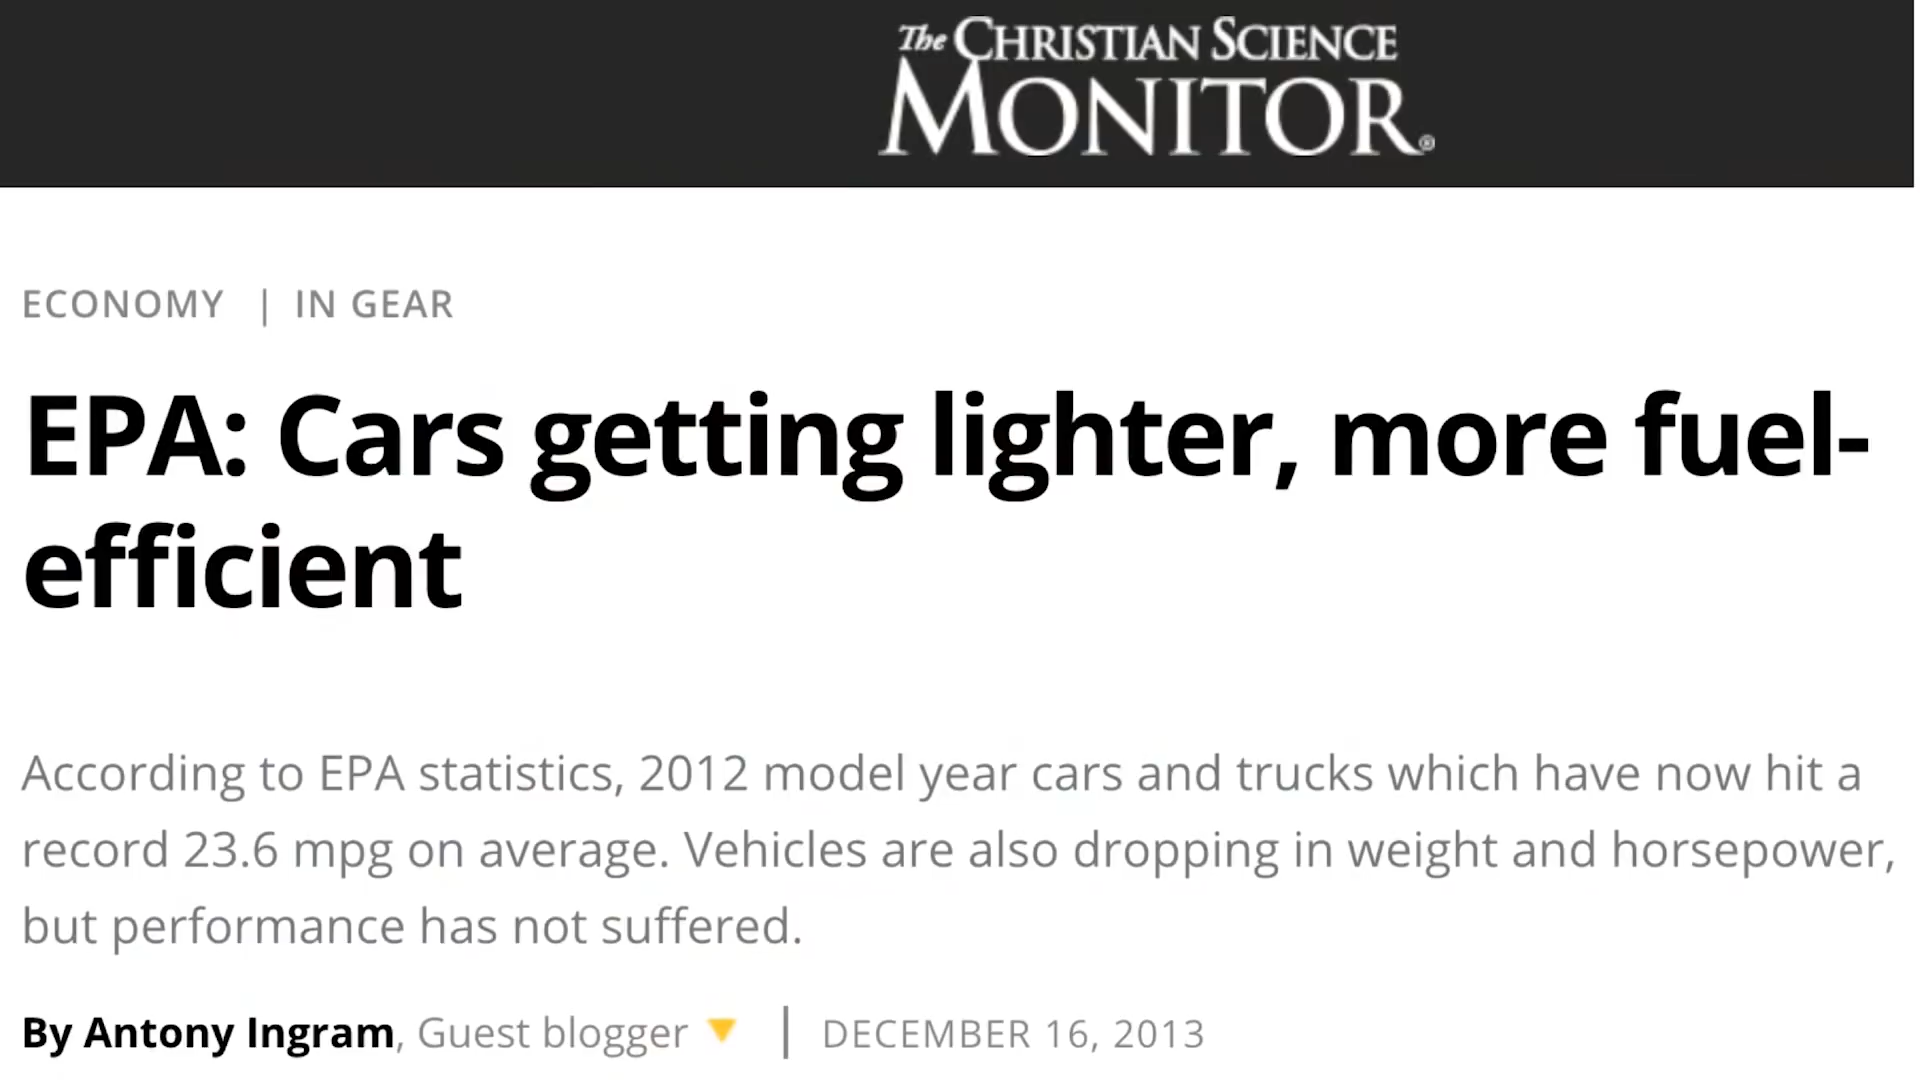 The CHRISTIAN SCIENCE
MONITOR®
ECONOMY | IN GEAR
EPA: Cars getting lighter, more fuel-
efficient
According to EPA statistics, 2012 model year cars and trucks which have now hit a
record 23.6 mpg on average. Vehicles are also dropping in weight and horsepower,
but performance has not suffered.
By Antony Ingram, Guest blogger | DECEMBER 16, 2013